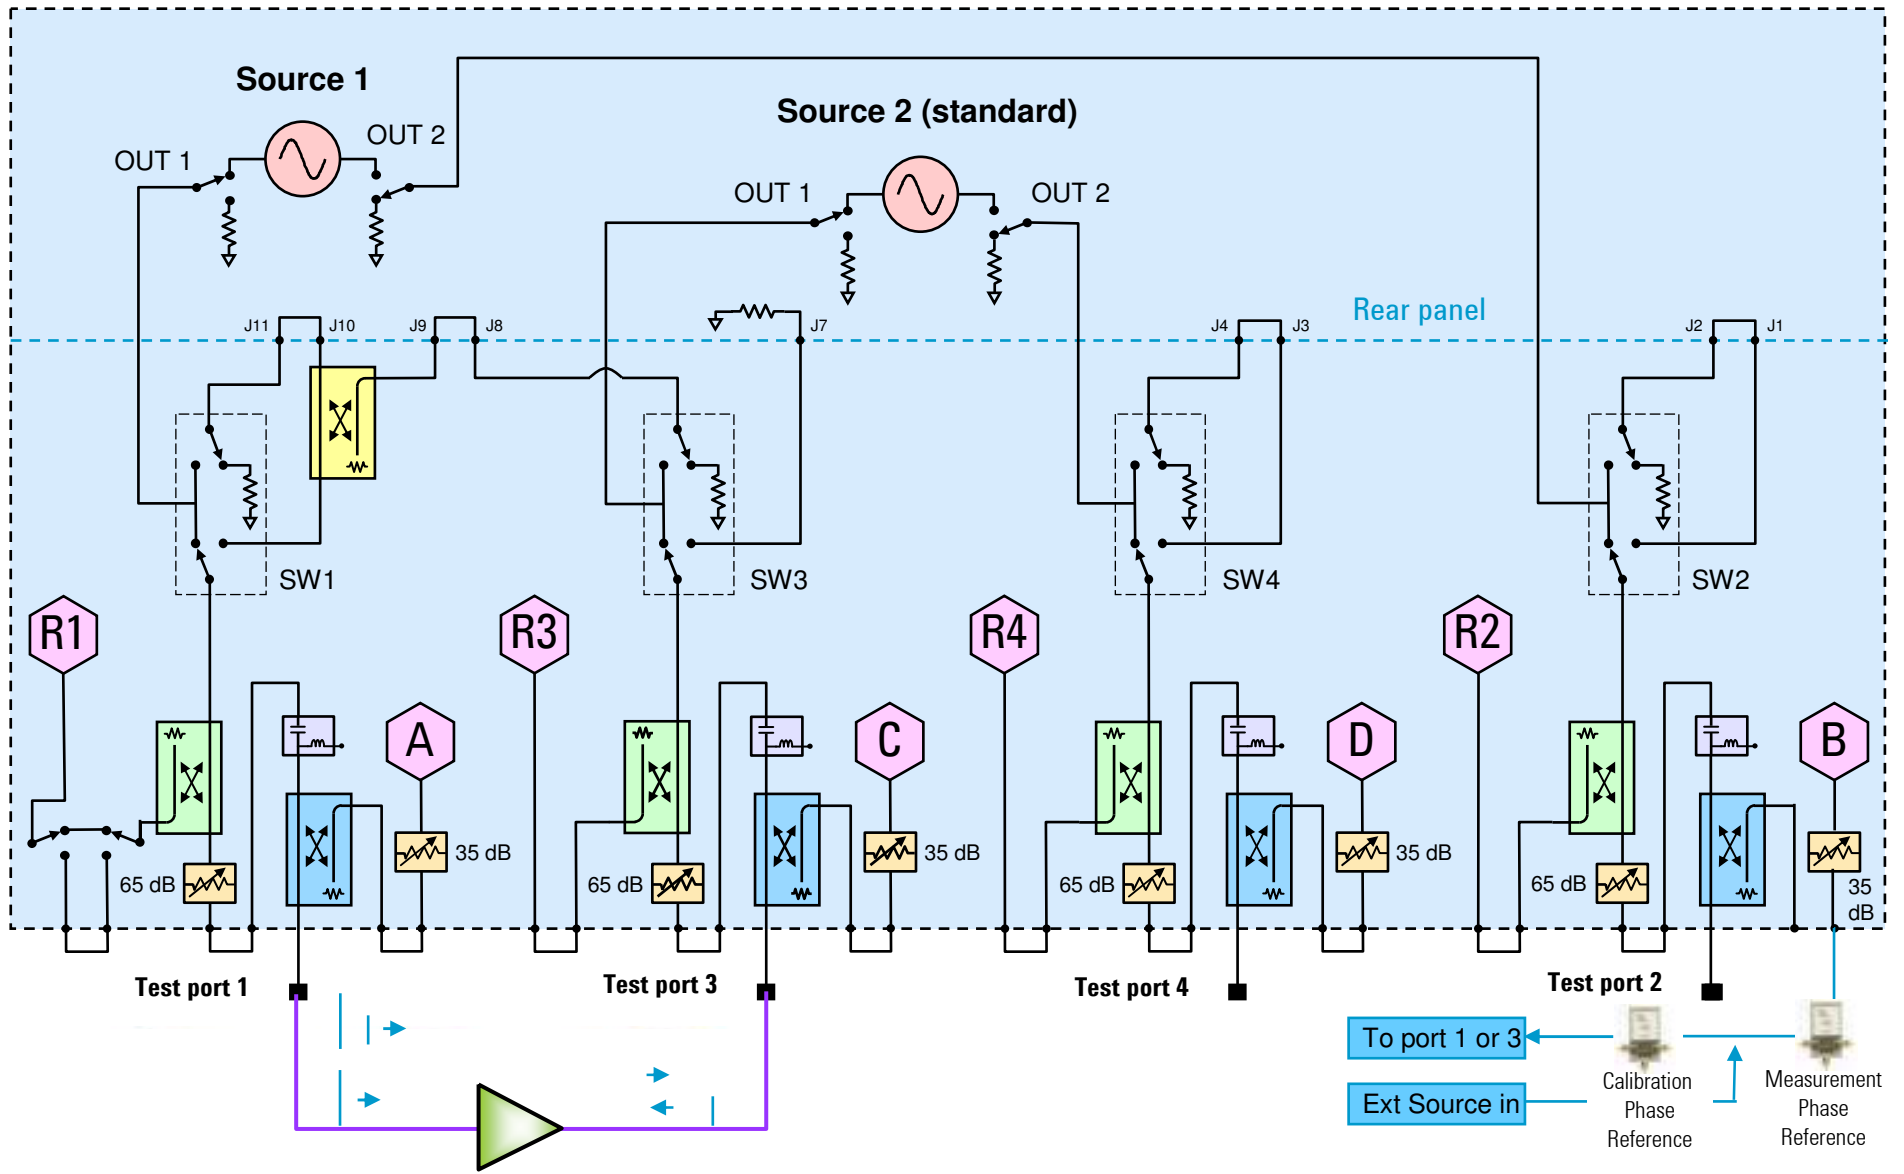 Source 1
OUT 1
OUT 2
Source 2 (standard)
OUT 1
OUT 2
Rear panel
J11
J10
J9
J8
J7
J4
J3
J2
J1
SW1
SW3
SW4
SW2
R1
R3
R4
R2
A
C
D
B
65 dB
35 dB
65 dB
35 dB
65 dB
35 dB
65 dB
35
dB
Test port 1
Test port 3
Test port 4
Test port 2
To port 1 or 3
Ext Source in
Calibration
Phase
Reference
Measurement
Phase
Reference